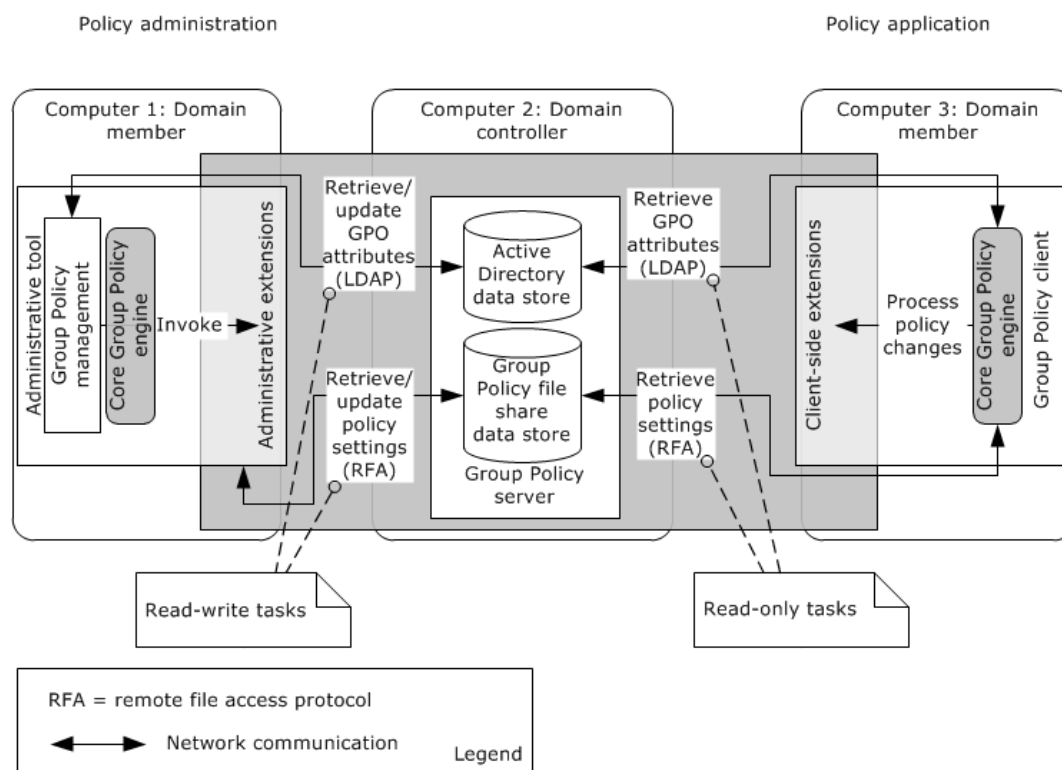 Policy administration
Policy application
Computer 1: Domain
member
Computer 2: Domain
controller
Computer 3: Domain
member
Administrative tool
Group Policy
management
Core Group Policy
engine
Invoke
Administrative extensions
Retrieve/
update
GPO
attributes
(LDAP)
Retrieve/
update
policy
settings
(RFA)
Active
Directory
data store
Group
Policy file
share
data store
Group Policy
server
Retrieve
GPO
attributes
(LDAP)
Retrieve
policy
settings
(RFA)
Client-side extensions
Process
policy
changes
Core Group Policy
engine
Group Policy client
Read-write tasks
Read-only tasks
RFA = remote file access protocol
Network communication
Legend